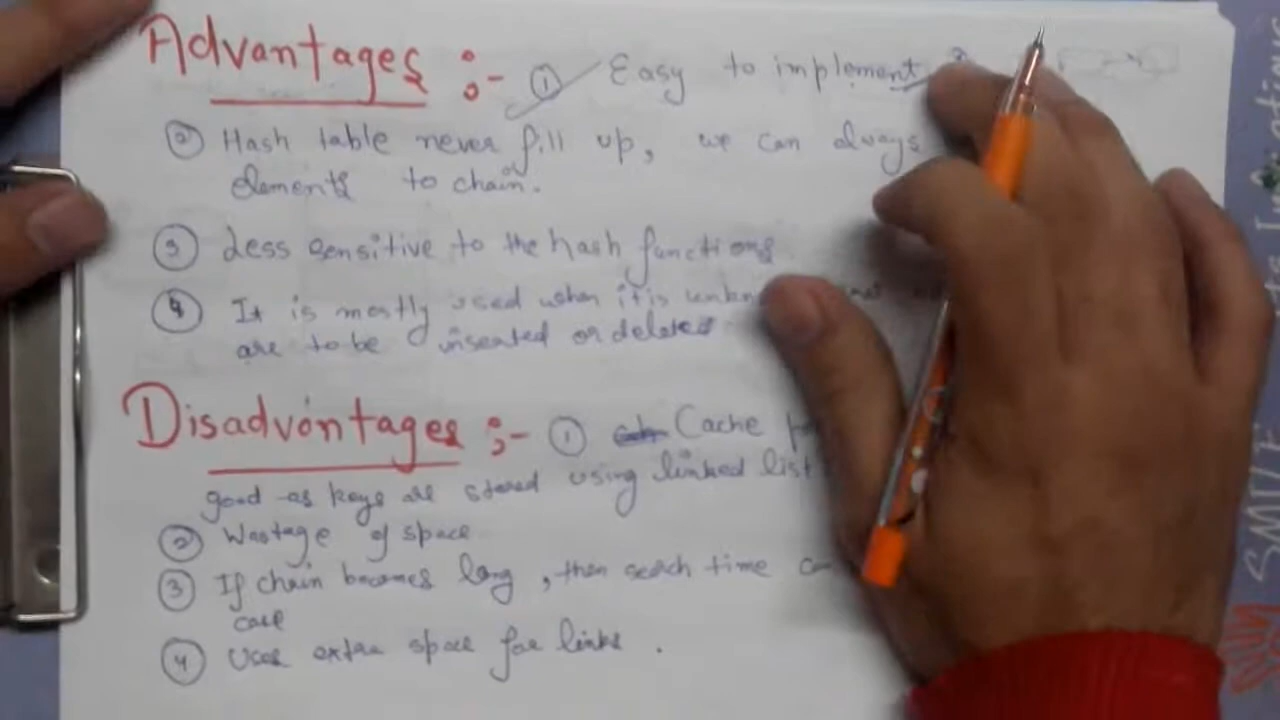 Advantages :- ① Easy to implement
② Hash table never fill up, we can always
elements to chain.
③ Less sensitive to the hash functions
④ It is mostly used when it is
are to be inserted or deleted
Disadvantages :- ① Cache
good as keys are stored using linked list
② Wastage of space
③ If chain becomes long, then search time
case
④ Uses extra space for links.